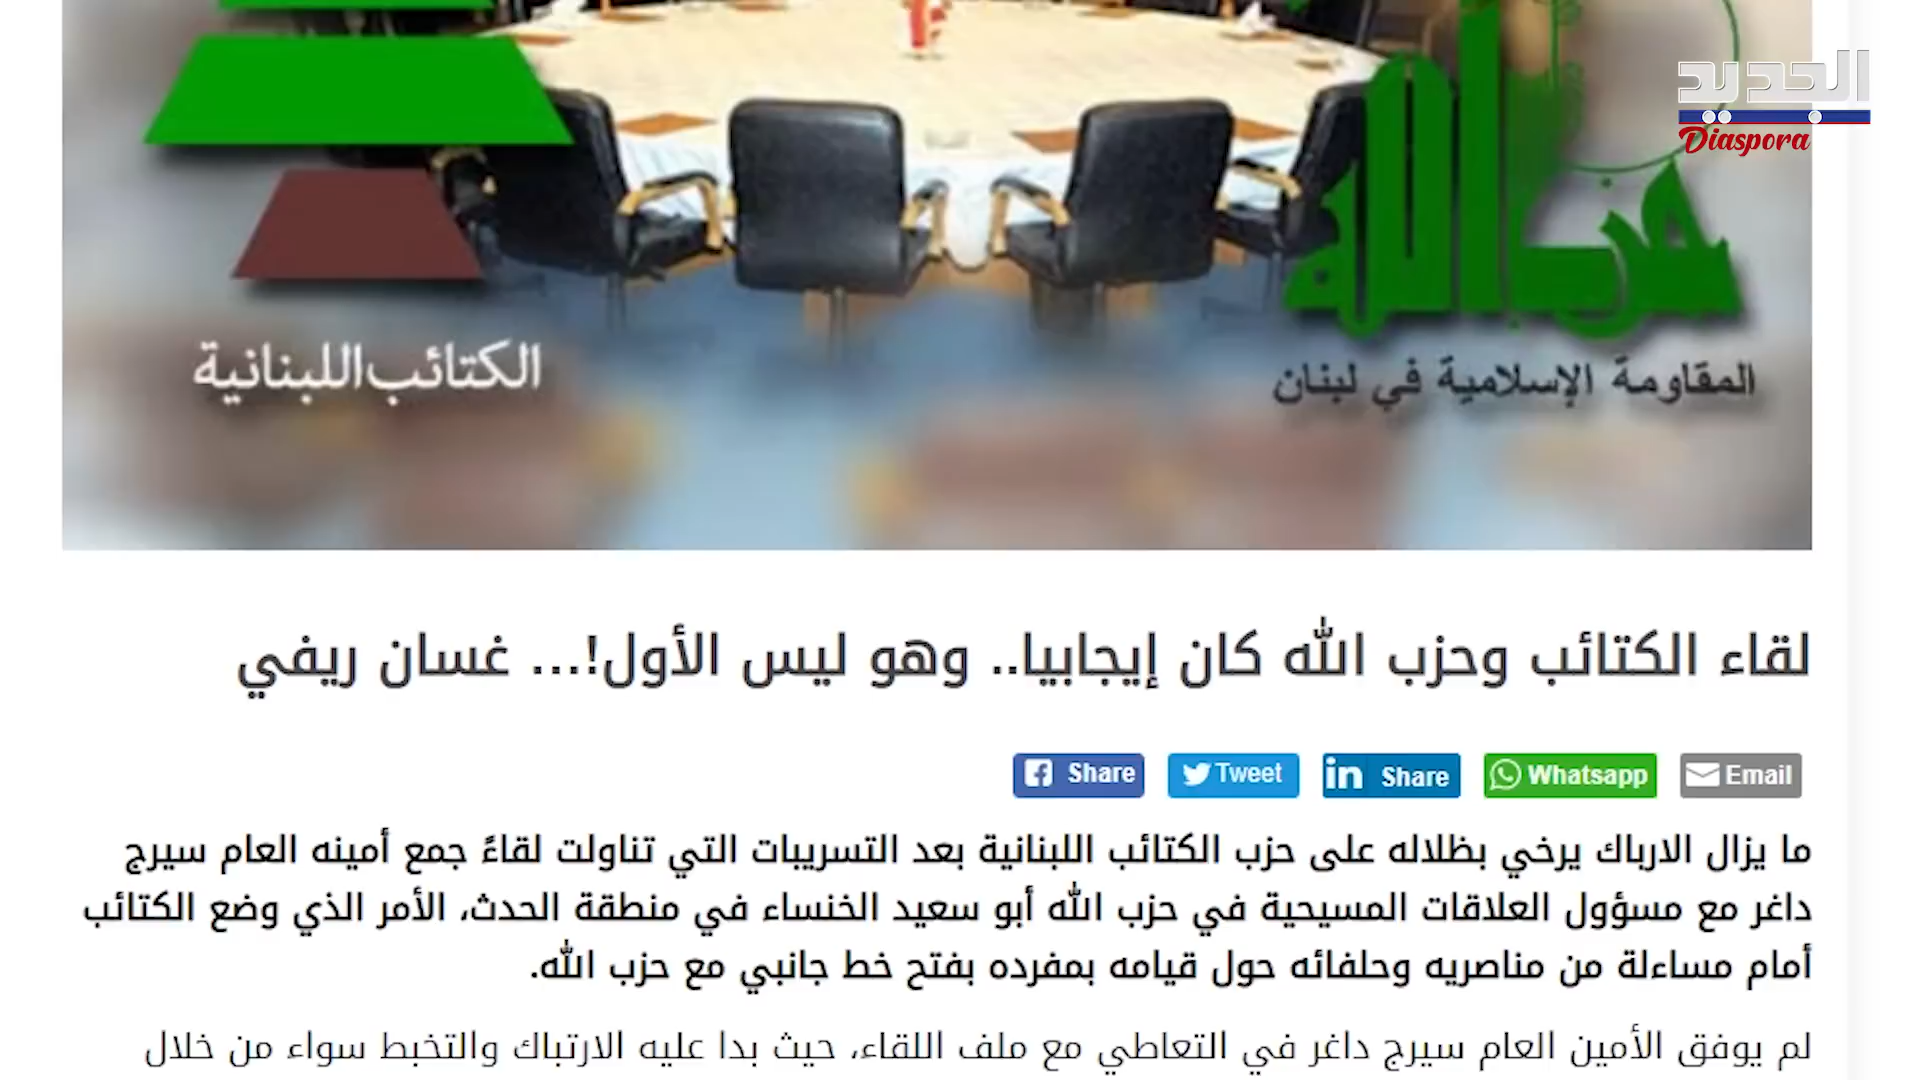 الجديد
Diaspora
حزب الله
الكتائب اللبنانية
المقاومة الإسلامية في لبنان
لقاء الكتائب وحزب الله كان إيجابيا.. وهو ليس الأول!… غسان ريفي
Share
Tweet
Share
Whatsapp
Email
ما يزال الارباك يرخي بظلاله على حزب الكتائب اللبنانية بعد التسريبات التي تناولت لقاءً جمع أمينه العام سيرج
داغر مع مسؤول العلاقات المسيحية في حزب الله أبو سعيد الخنساء في منطقة الحدث، الأمر الذي وضع الكتائب
أمام مساءلة من مناصريه وحلفائه حول قيامه بمفرده بفتح خط جانبي مع حزب الله.
لم يوفق الأمين العام سيرج داغر في التعاطي مع ملف اللقاء، حيث بدا عليه الارتباك والتخبط سواء من خلال